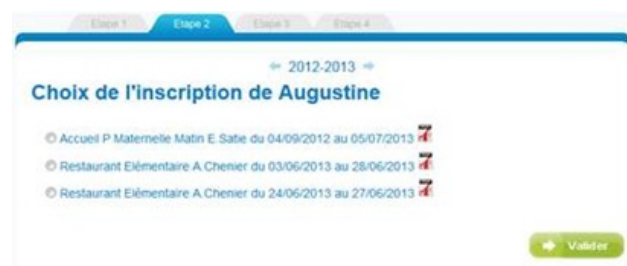 Etape 1 Etape 2 Etape 3 Etape 4
2012-2013
Choix de l'inscription de Augustine
Accueil P Maternelle Matin E.Satie du 04/09/2012 au 05/07/2013
Restaurant Elémentaire A.Chenier du 03/06/2013 au 28/06/2013
Restaurant Elémentaire A.Chenier du 24/06/2013 au 27/06/2013
Valider